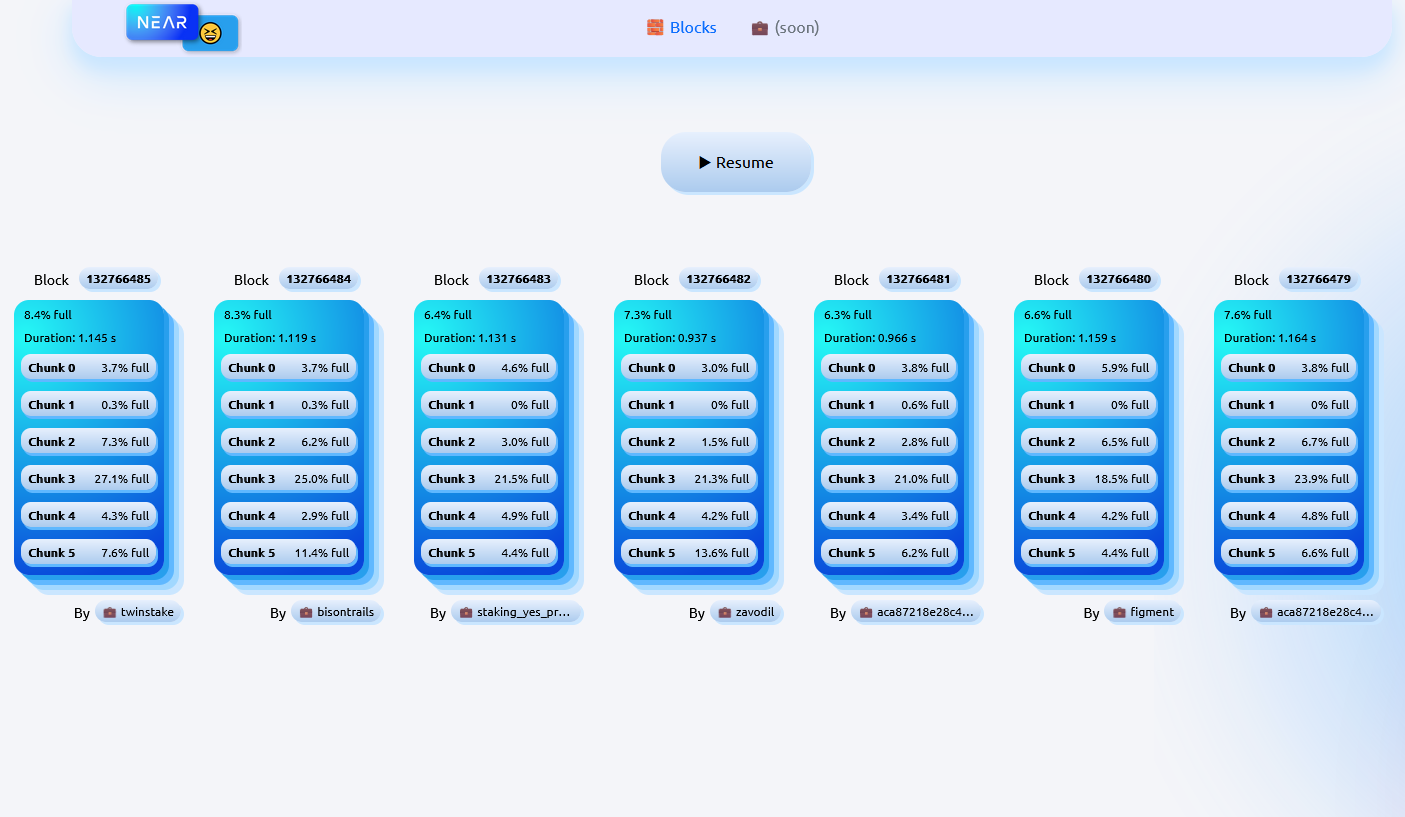 NEAR
🧱 Blocks
💼 (soon)
▶ Resume
Block 132766485
8.4% full
Duration: 1.145 s
Chunk 0 3.7% full
Chunk 1 0.3% full
Chunk 2 7.3% full
Chunk 3 27.1% full
Chunk 4 4.3% full
Chunk 5 7.6% full
By 💼 twinstake
Block 132766484
8.3% full
Duration: 1.119 s
Chunk 0 3.7% full
Chunk 1 0.3% full
Chunk 2 6.2% full
Chunk 3 25.0% full
Chunk 4 2.9% full
Chunk 5 11.4% full
By 💼 bisontrails
Block 132766483
6.4% full
Duration: 1.131 s
Chunk 0 4.6% full
Chunk 1 0% full
Chunk 2 3.0% full
Chunk 3 21.5% full
Chunk 4 4.9% full
Chunk 5 4.4% full
By 💼 staking_yes_pr...
Block 132766482
7.3% full
Duration: 0.937 s
Chunk 0 3.0% full
Chunk 1 0% full
Chunk 2 1.5% full
Chunk 3 21.3% full
Chunk 4 4.2% full
Chunk 5 13.6% full
By 💼 zavodil
Block 132766481
6.3% full
Duration: 0.966 s
Chunk 0 3.8% full
Chunk 1 0.6% full
Chunk 2 2.8% full
Chunk 3 21.0% full
Chunk 4 3.4% full
Chunk 5 6.2% full
By 💼 aca87218e28c4...
Block 132766480
6.6% full
Duration: 1.159 s
Chunk 0 5.9% full
Chunk 1 0% full
Chunk 2 6.5% full
Chunk 3 18.5% full
Chunk 4 4.2% full
Chunk 5 4.4% full
By 💼 figment
Block 132766479
7.6% full
Duration: 1.164 s
Chunk 0 3.8% full
Chunk 1 0% full
Chunk 2 6.7% full
Chunk 3 23.9% full
Chunk 4 4.8% full
Chunk 5 6.6% full
By 💼 aca87218e28c4...